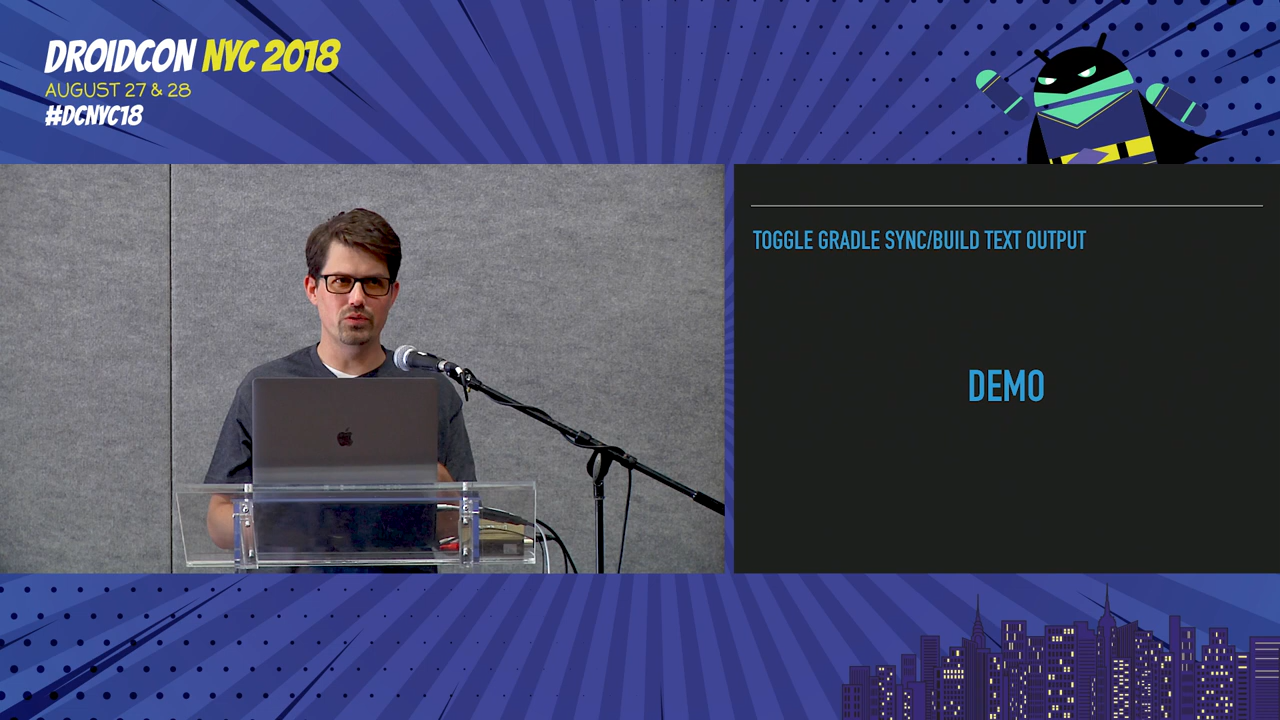 DROIDCON NYC 2018
AUGUST 27 & 28
#DCNYC18
TOGGLE GRADLE SYNC/BUILD TEXT OUTPUT
DEMO